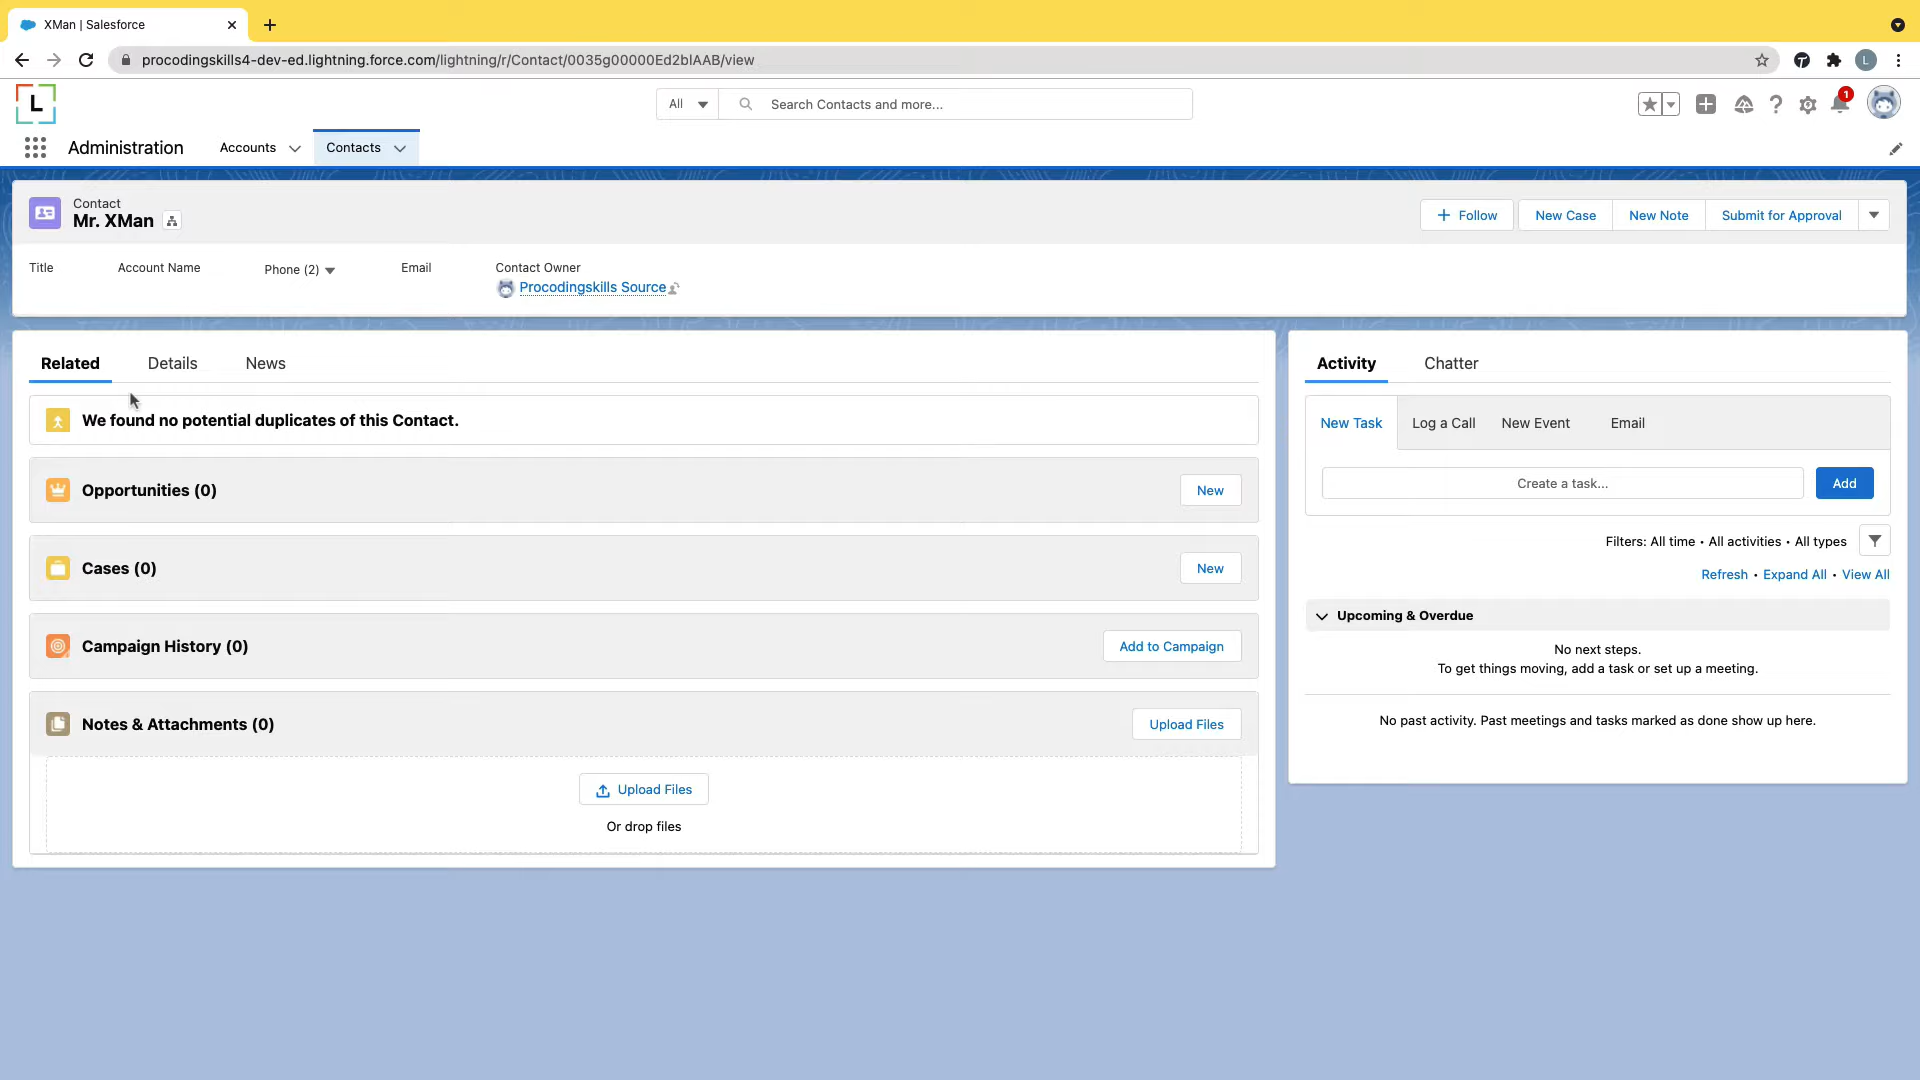 XMan | Salesforce
procodingskills4-dev-ed.lightning.force.com/lightning/r/Contact/0035g00000Ed2blAAB/view
L
L
All
Search Contacts and more...
1
Administration
Accounts
Contacts
Contact
Mr. XMan
Follow
New Case
New Note
Submit for Approval
Title
Account Name
Phone (2)
Email
Contact Owner
Procodingskills Source
Related
Details
News
We found no potential duplicates of this Contact.
Opportunities (0)
New
Cases (0)
New
Campaign History (0)
Add to Campaign
Notes & Attachments (0)
Upload Files
Upload Files
Or drop files
Activity
Chatter
New Task
Log a Call
New Event
Email
Create a task...
Add
Filters: All time • All activities • All types
Refresh • Expand All • View All
Upcoming & Overdue
No next steps.
To get things moving, add a task or set up a meeting.
No past activity. Past meetings and tasks marked as done show up here.